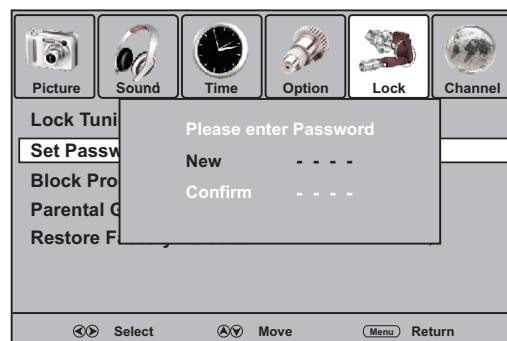 Picture Sound Time Option Lock Channel
Lock Tuni
Please enter Password
Set Passw
New - - - -
Block Pro
Confirm - - - -
Parental G
Restore F
Select Move Menu Return